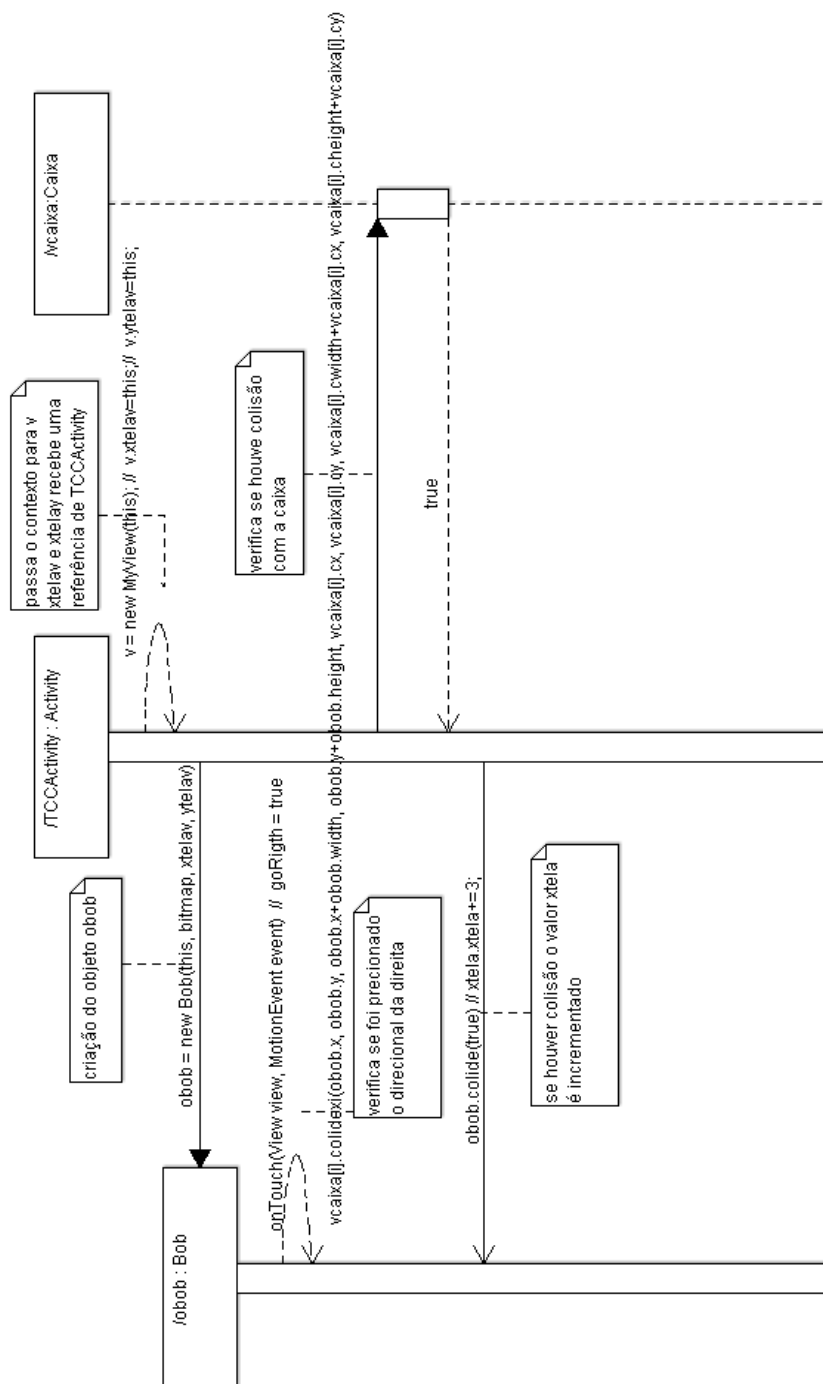 /obob : Bob
/TCCActivity : Activity
/vcaixa:Caixa
passa o contexto para v
xtelav e xtelay recebe uma
referência de TCCActivity
v = new MyView(this); // v.xtelav=this;// v.ytelav=this;
criação do objeto obob
obob = new Bob(this, bitmap, xtelav, ytelav)
onTouch(View view, MotionEvent event) // goRigth = true
verifica se houve colisão
com a caixa
vcaixa[i].colidexi(obob.x, obob.y, obob.x+obob.width, obob.y+obob.height, vcaixa[i].cx, vcaixa[i].qy, vcaixa[i].cwidth+vcaixa[i].cx, vcaixa[i].cheight+vcaixa[i].cy)
verifica se foi precionado
o direcional da direita
true
obob.colide(true) // xtela.xtela+=3;
se houver colisão o valor xtela
é incrementado